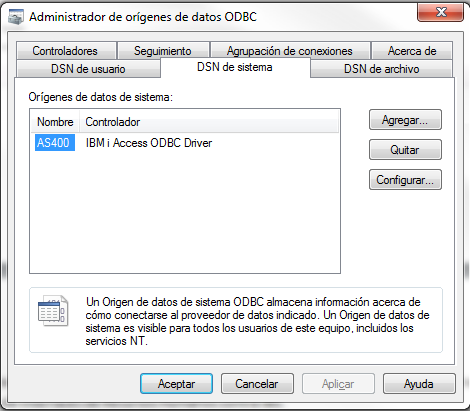 Administrador de orígenes de datos ODBC
Controladores Seguimiento Agrupación de conexiones Acerca de
DSN de usuario DSN de sistema DSN de archivo
Orígenes de datos de sistema:
Nombre Controlador
AS400 IBM i Access ODBC Driver
Agregar...
Quitar
Configurar...
Un Origen de datos de sistema ODBC almacena información acerca de
cómo conectarse al proveedor de datos indicado. Un Origen de datos de
sistema es visible para todos los usuarios de este equipo, incluidos los
servicios NT.
Aceptar Cancelar Aplicar Ayuda